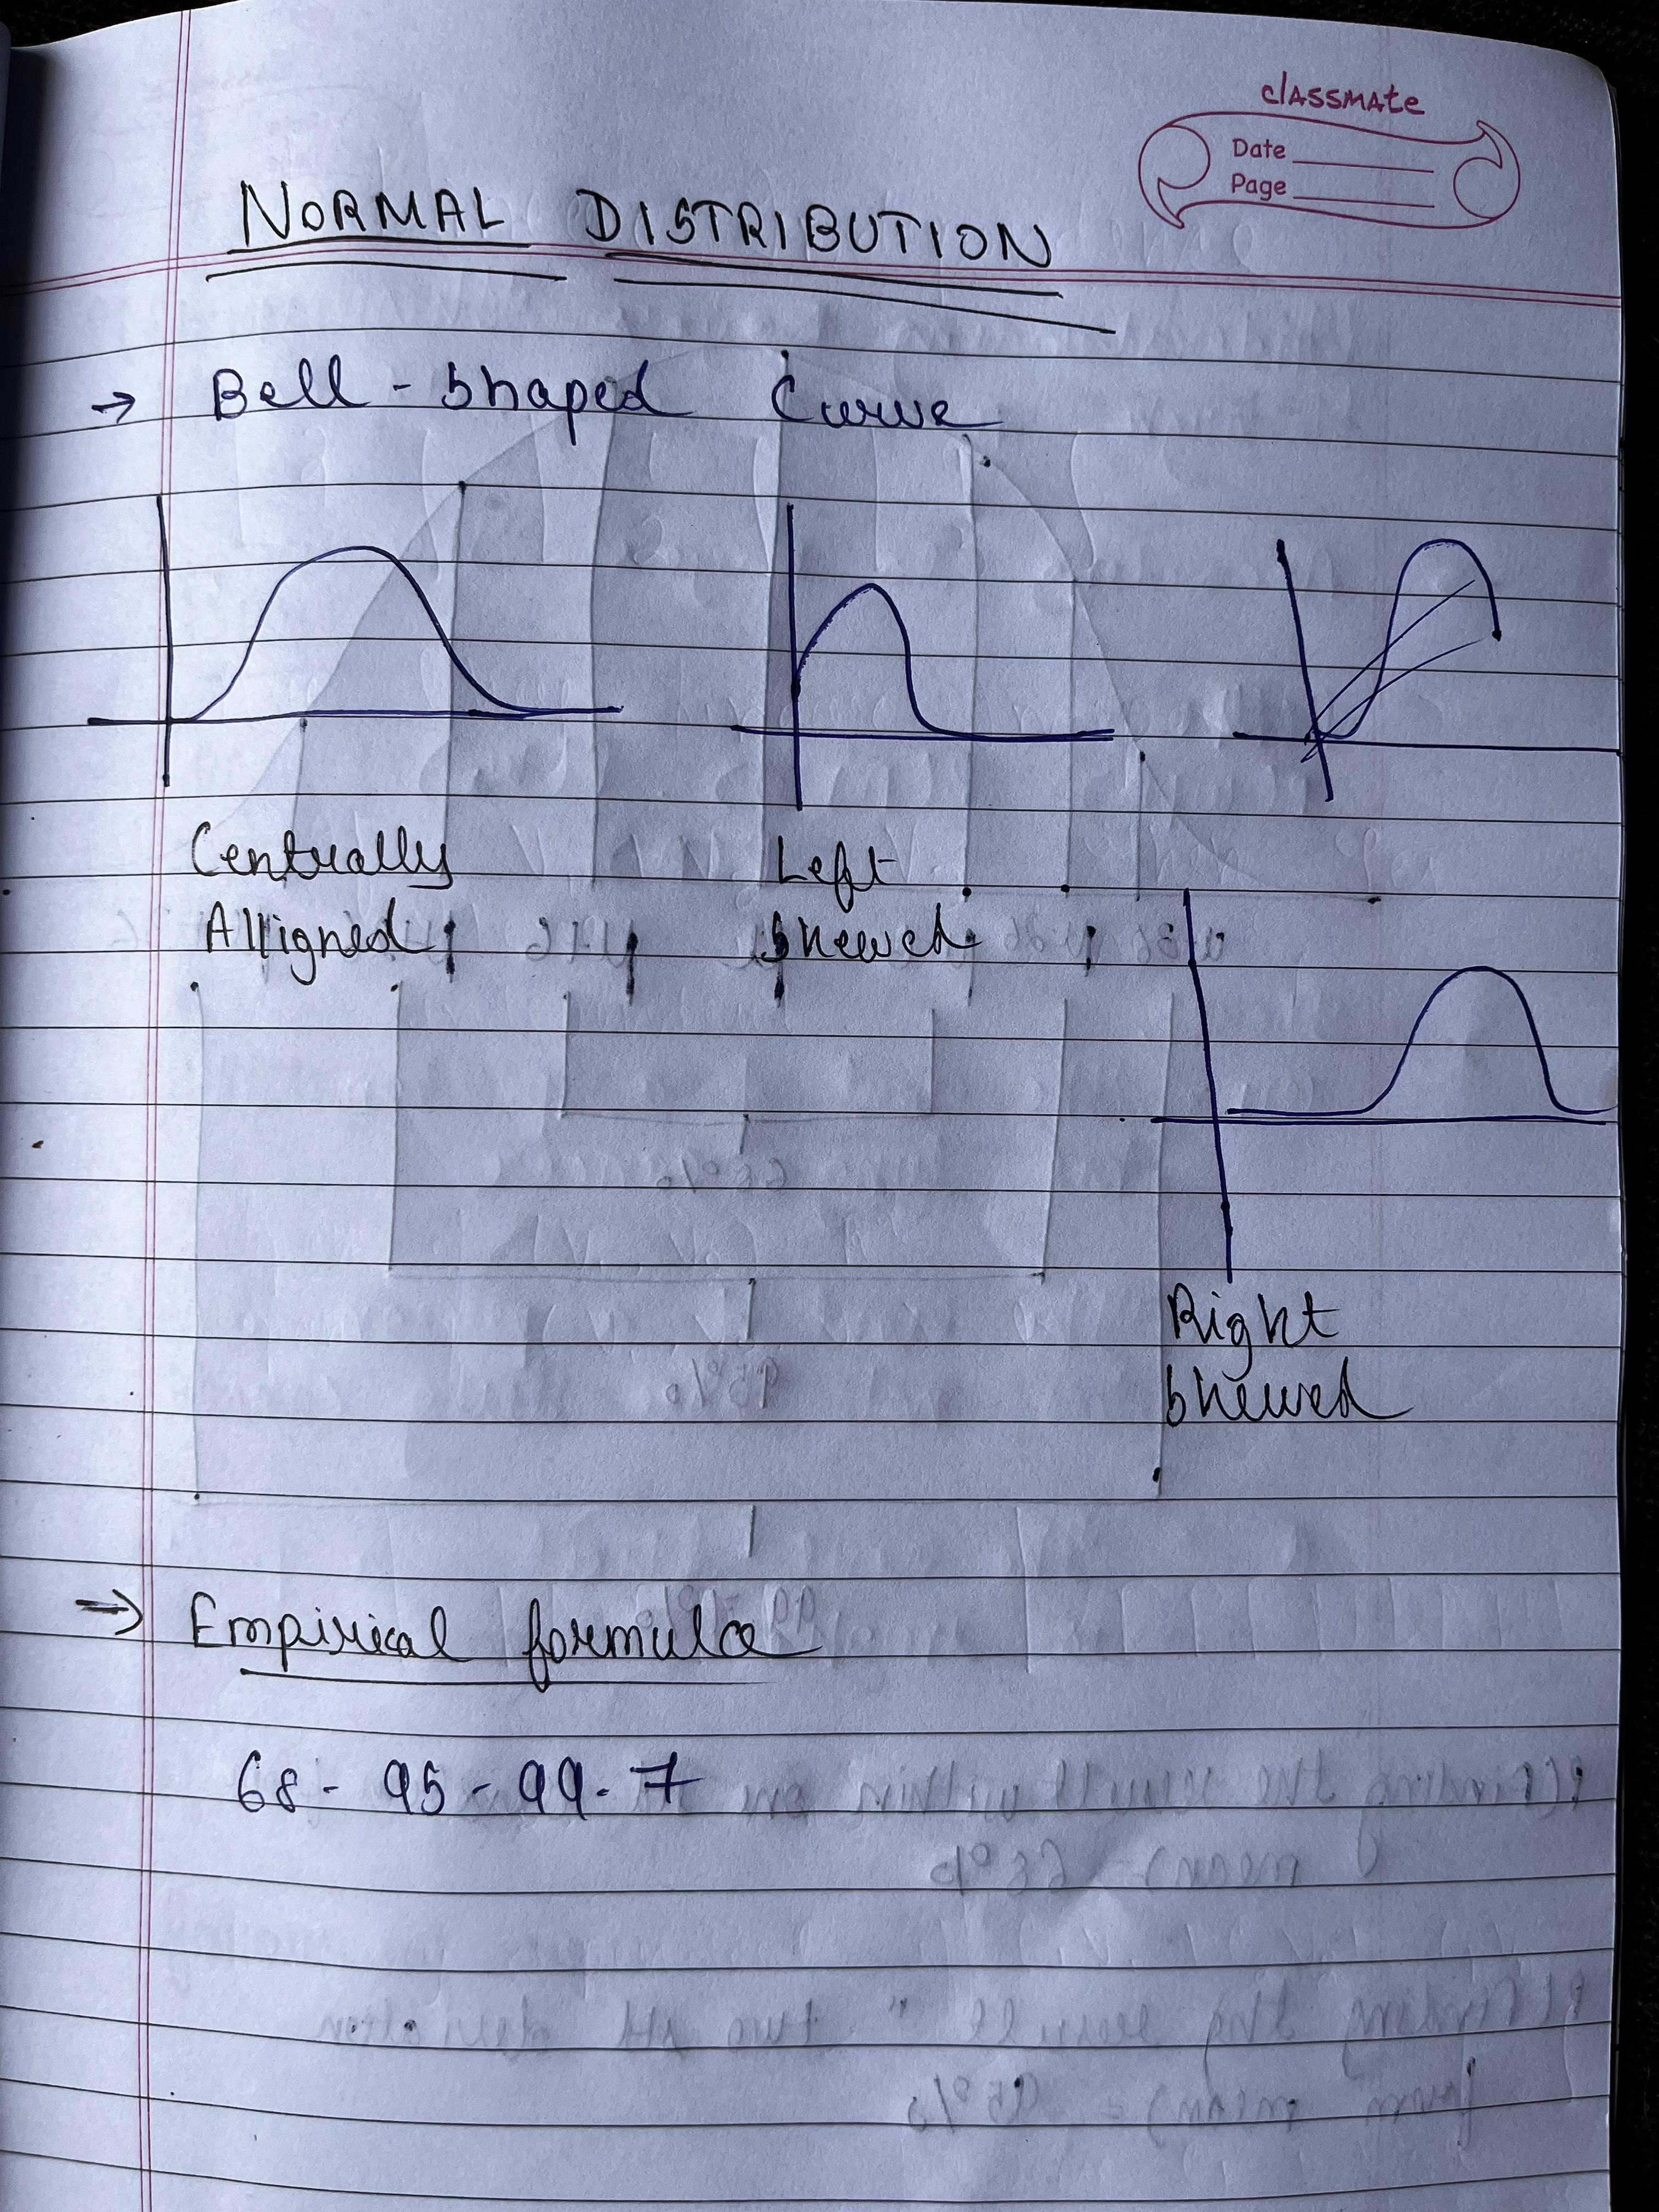 classmate
Date
Page
NORMAL DISTRIBUTION
→ Bell-shaped Curve
Centrally
Alligned
Left
Skewed
Right
Skewed
⇒ Empirical formula
68 - 95 - 99.7